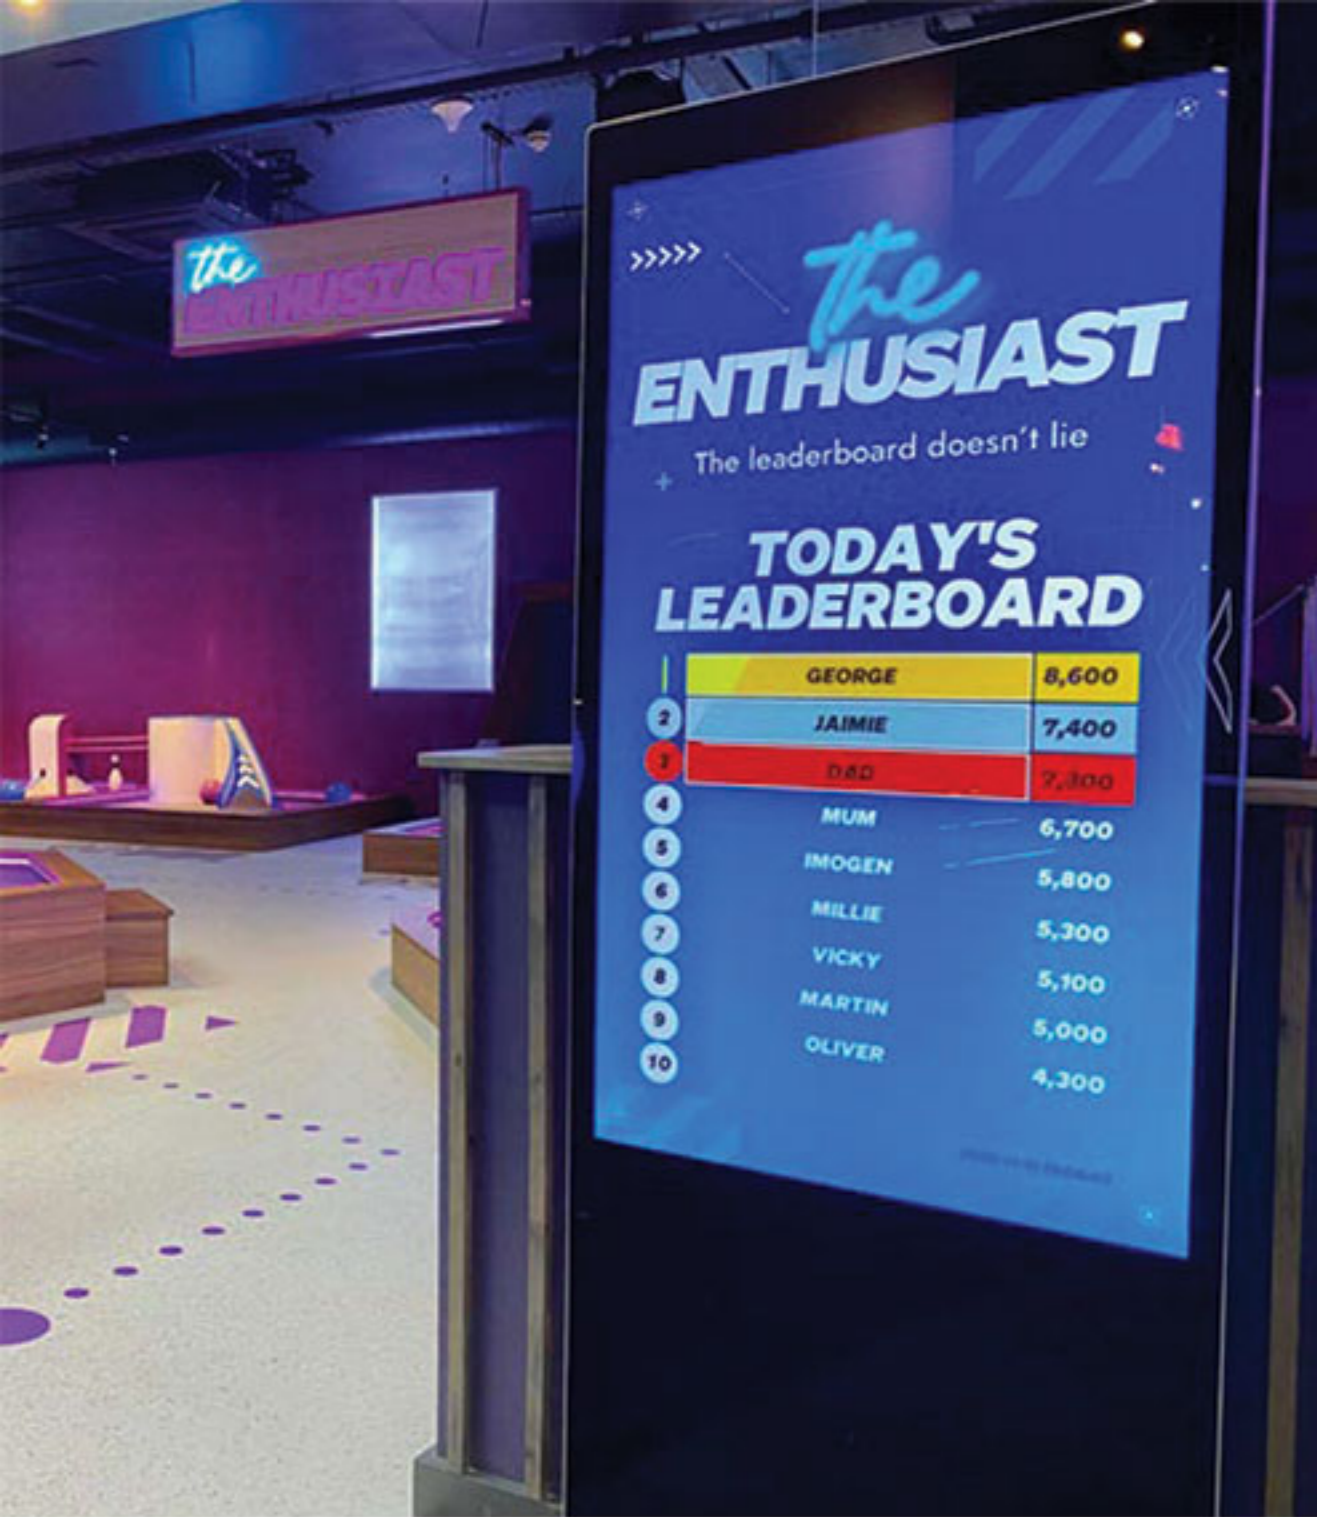 the
ENTHUSIAST
>>>>>
the
ENTHUSIAST
The leaderboard doesn't lie
TODAY'S
LEADERBOARD
GEORGE 8,600
2 JAIMIE 7,400
3 DAD 7,300
4 MUM 6,700
5 IMOGEN 5,800
6 MILLIE 5,300
7 VICKY 5,100
8 MARTIN 5,000
9 OLIVER 4,300
10